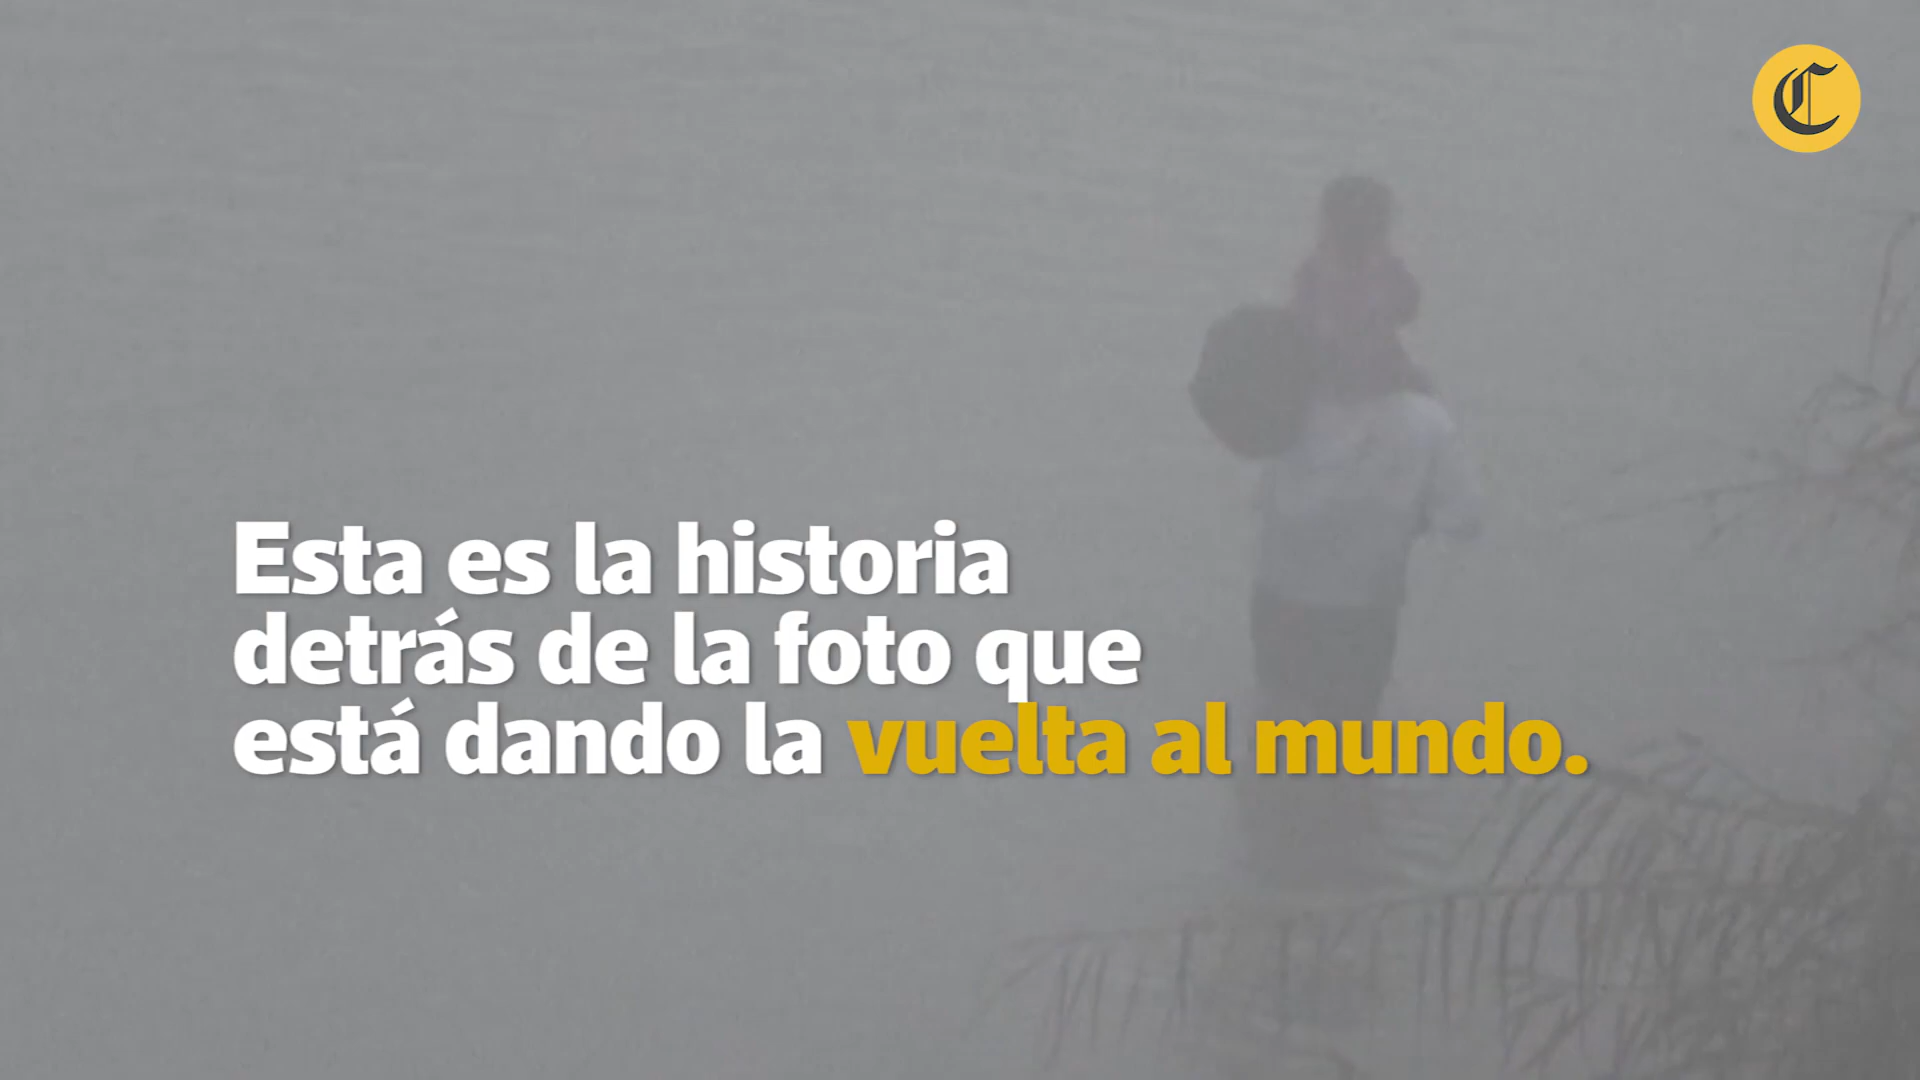 C
Esta es la historia
detrás de la foto que
está dando la vuelta al mundo.